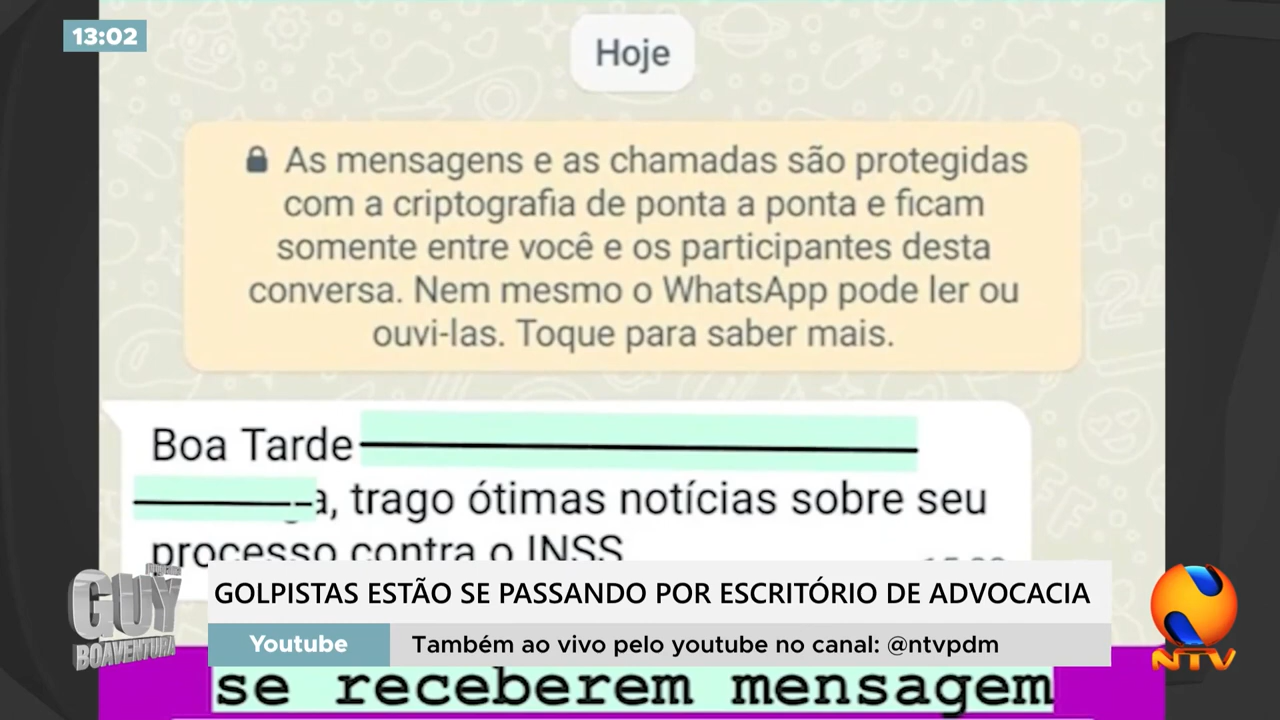 13:02
Hoje
As mensagens e as chamadas são protegidas
com a criptografia de ponta a ponta e ficam
somente entre você e os participantes desta
conversa. Nem mesmo o WhatsApp pode ler ou
ouvi-las. Toque para saber mais.
Boa Tarde
a, trago ótimas notícias sobre seu
processo contra o INSS
GUY
BOAVENTURA
GOLPISTAS ESTÃO SE PASSANDO POR ESCRITÓRIO DE ADVOCACIA
NTV
Youtube Também ao vivo pelo youtube no canal: @ntvpdm
se receberem mensagem